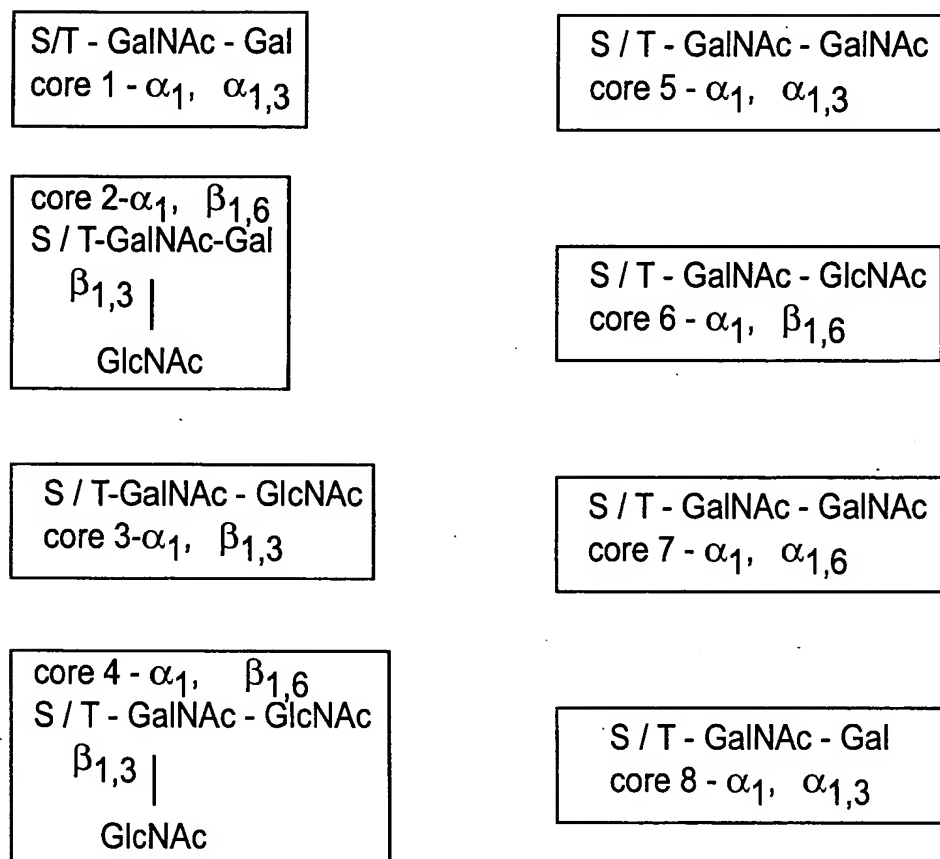 S/T - GalNAc - Gal
core 1 - α1, α1,3
core 2-α1, β1,6
S / T-GalNAc-Gal
β1,3
GlcNAc
S / T-GalNAc - GlcNAc
core 3-α1, β1,3
core 4 - α1, β1,6
S / T - GalNAc - GlcNAc
β1,3
GlcNAc
S / T - GalNAc - GalNAc
core 5 - α1, α1,3
S / T - GalNAc - GlcNAc
core 6 - α1, β1,6
S / T - GalNAc - GalNAc
core 7 - α1, α1,6
S / T - GalNAc - Gal
core 8 - α1, α1,3